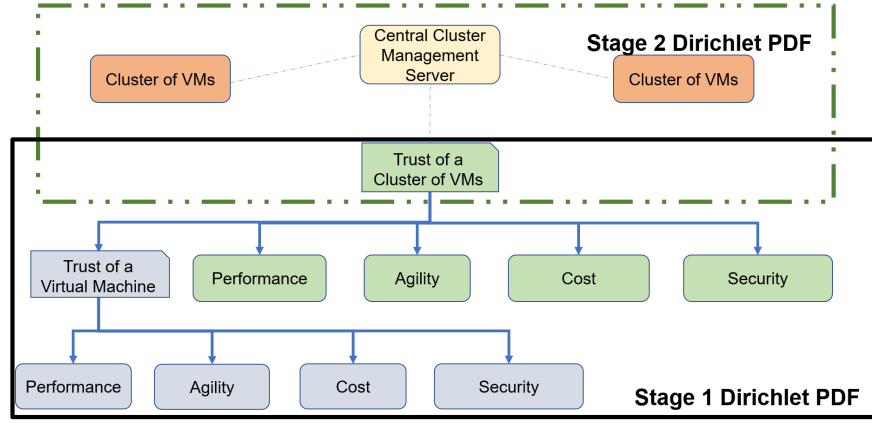 Central Cluster
Management
Server
Stage 2 Dirichlet PDF
Cluster of VMs
Cluster of VMs
Trust of a
Cluster of VMs
Trust of a
Virtual Machine
Performance
Agility
Cost
Security
Performance
Agility
Cost
Security
Stage 1 Dirichlet PDF